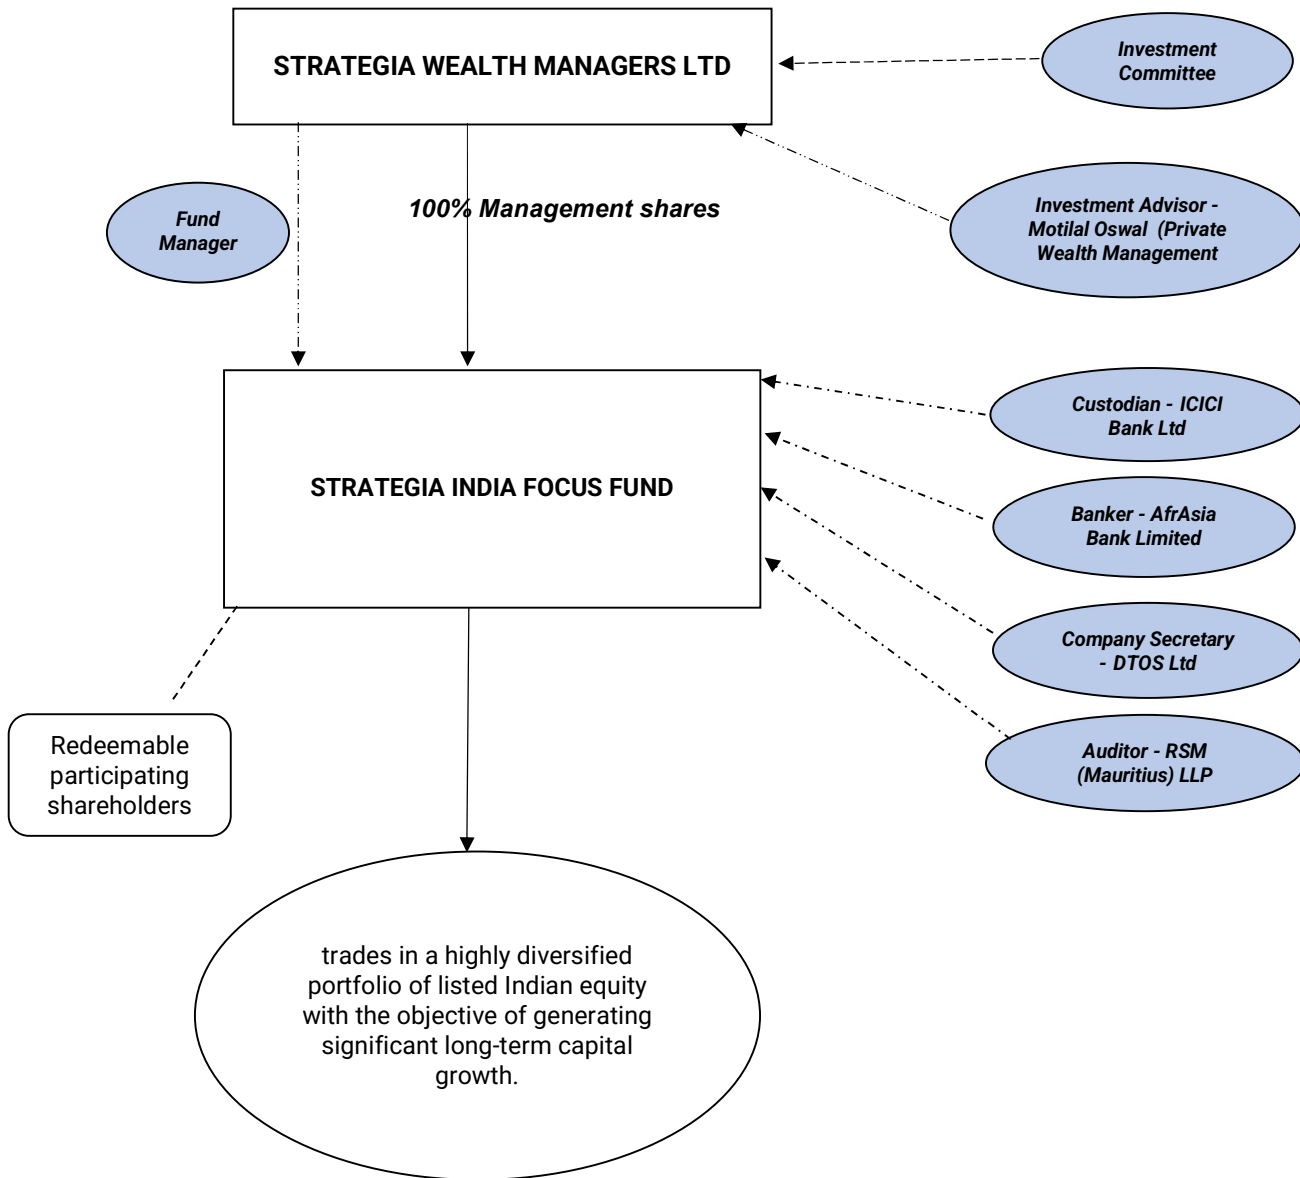 STRATEGIA WEALTH MANAGERS LTD
Investment
Committee
Fund
Manager
100% Management shares
Investment Advisor -
Motilal Oswal (Private
Wealth Management
STRATEGIA INDIA FOCUS FUND
Custodian - ICICI
Bank Ltd
Banker - AfrAsia
Bank Limited
Company Secretary
- DTOS Ltd
Auditor - RSM
(Mauritius) LLP
Redeemable
participating
shareholders
trades in a highly diversified
portfolio of listed Indian equity
with the objective of generating
significant long-term capital
growth.